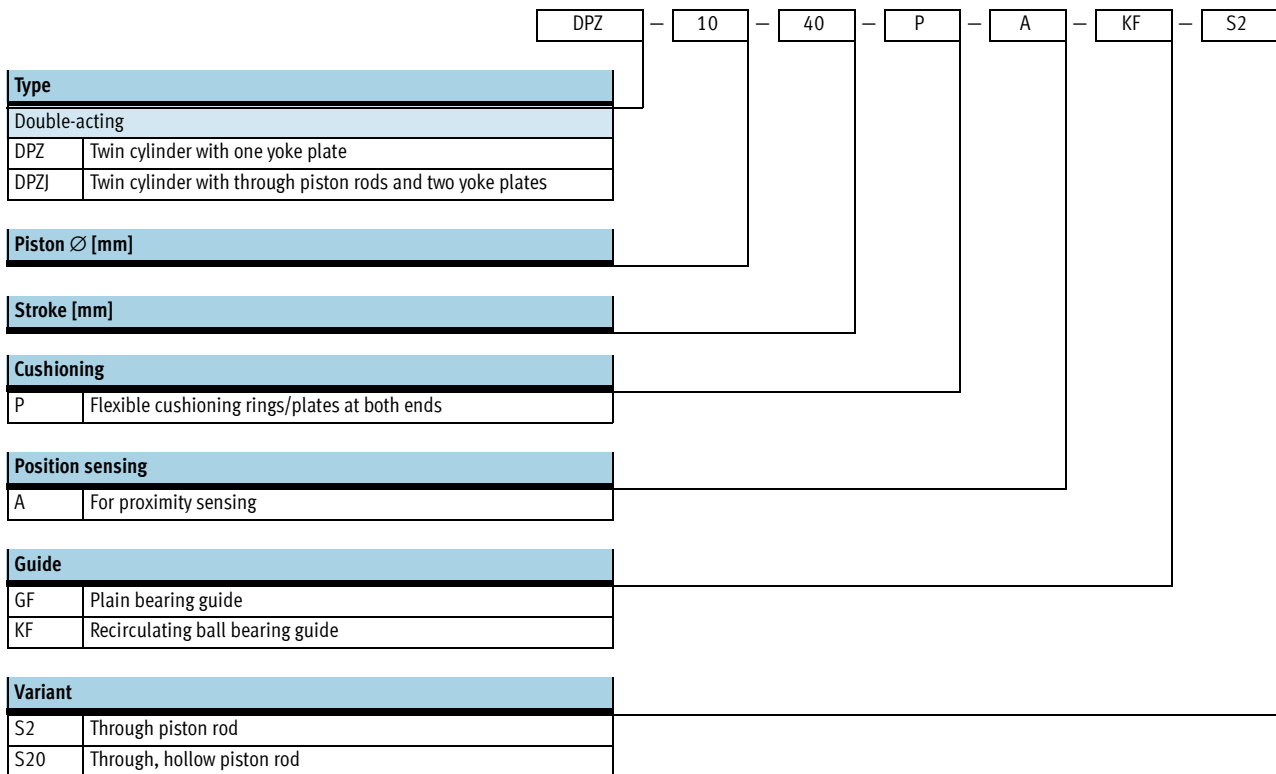 DPZ — 10 — 40 — P — A — KF — S2
Type
Double-acting
DPZ Twin cylinder with one yoke plate
DPZJ Twin cylinder with through piston rods and two yoke plates
Piston ∅ [mm]
Stroke [mm]
Cushioning
P Flexible cushioning rings/plates at both ends
Position sensing
A For proximity sensing
Guide
GF Plain bearing guide
KF Recirculating ball bearing guide
Variant
S2 Through piston rod
S20 Through, hollow piston rod